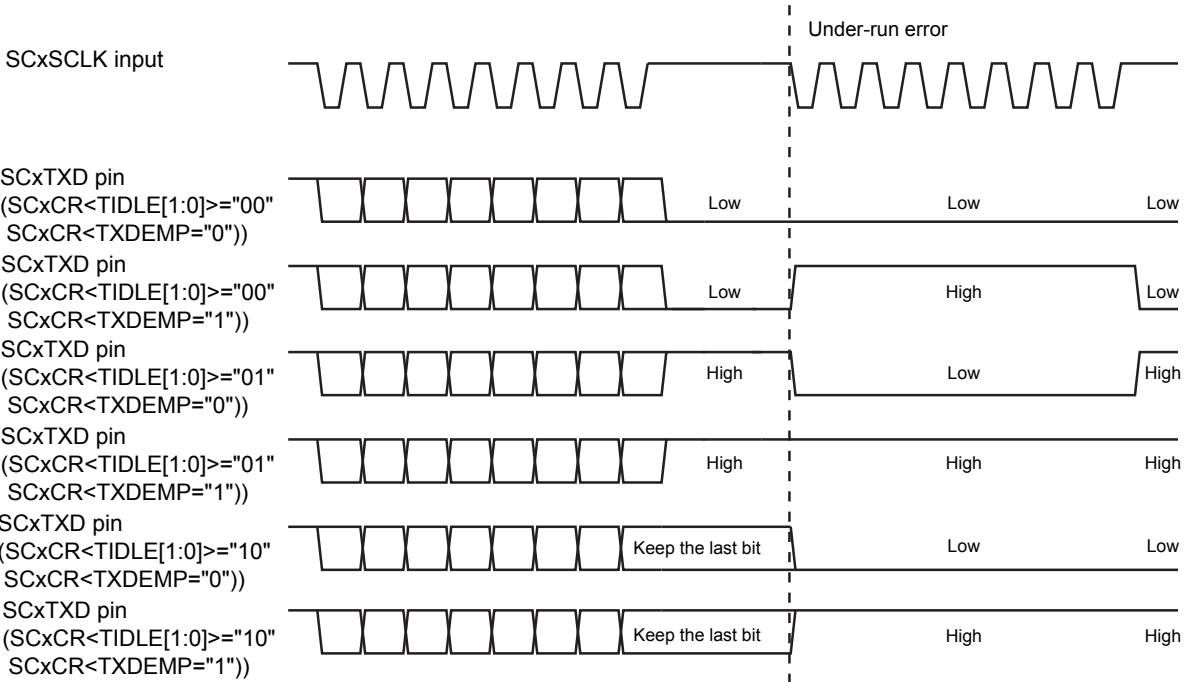 Under-run error
SCxSCLK input
SCxTXD pin
(SCxCR<TIDLE[1:0]>="00"
SCxCR<TXDEMP="0"))
Low Low Low
SCxTXD pin
(SCxCR<TIDLE[1:0]>="00"
SCxCR<TXDEMP="1"))
Low High Low
SCxTXD pin
(SCxCR<TIDLE[1:0]>="01"
SCxCR<TXDEMP="0"))
High Low High
SCxTXD pin
(SCxCR<TIDLE[1:0]>="01"
SCxCR<TXDEMP="1"))
High High High
SCxTXD pin
(SCxCR<TIDLE[1:0]>="10"
SCxCR<TXDEMP="0"))
Keep the last bit Low Low
SCxTXD pin
(SCxCR<TIDLE[1:0]>="10"
SCxCR<TXDEMP="1"))
Keep the last bit High High